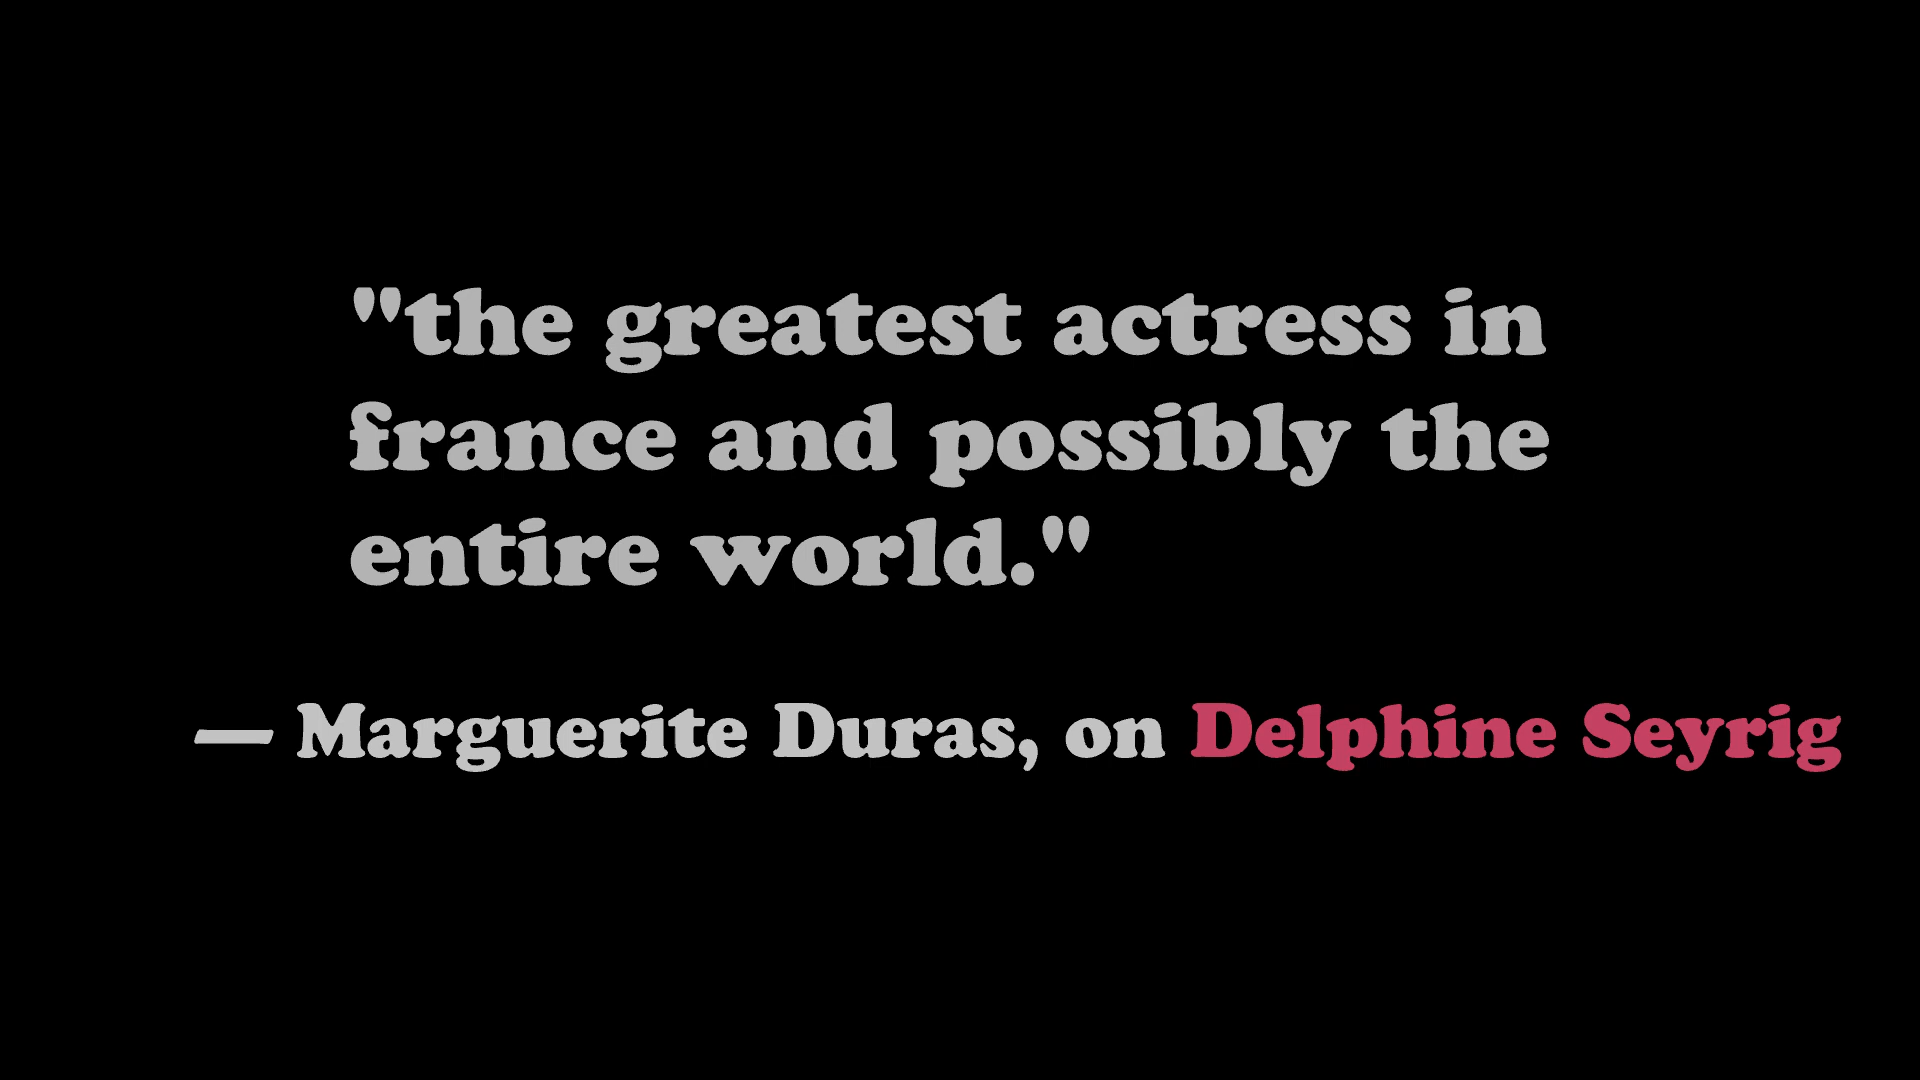 "the greatest actress in
france and possibly the
entire world."
— Marguerite Duras, on Delphine Seyrig